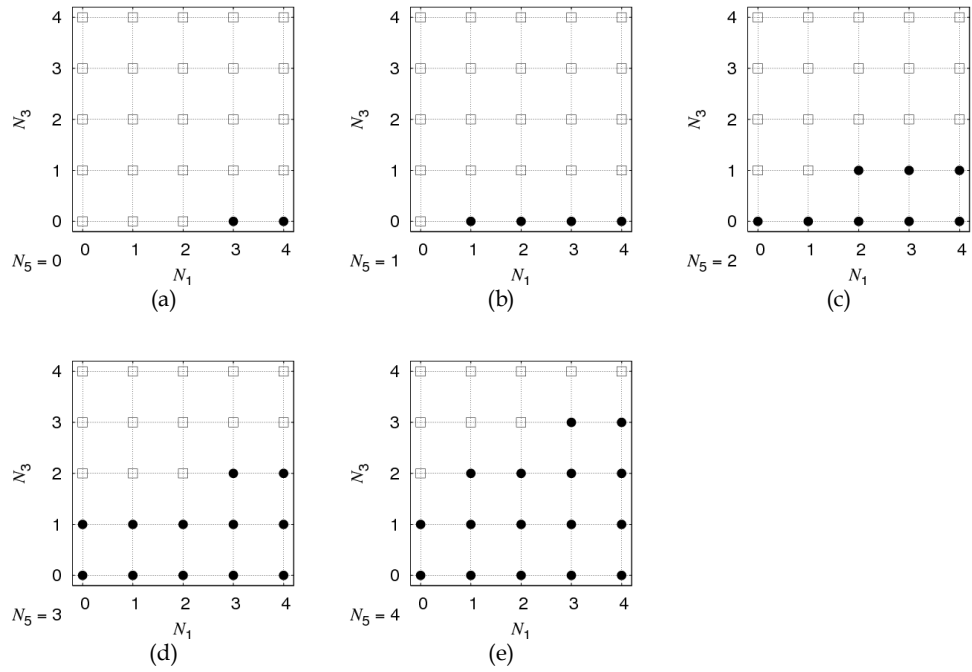 4 4 4
3 3 3
N3 N3 N3
2 2 2
1 1 1
0 0 0
0 1 2 3 4 0 1 2 3 4 0 1 2 3 4
N5 = 0 N5 = 1 N5 = 2
N1 N1 N1
(a) (b) (c)
4 4
3 3
N3 N3
2 2
1 1
0 0
0 1 2 3 4 0 1 2 3 4
N5 = 3 N5 = 4
N1 N1
(d) (e)